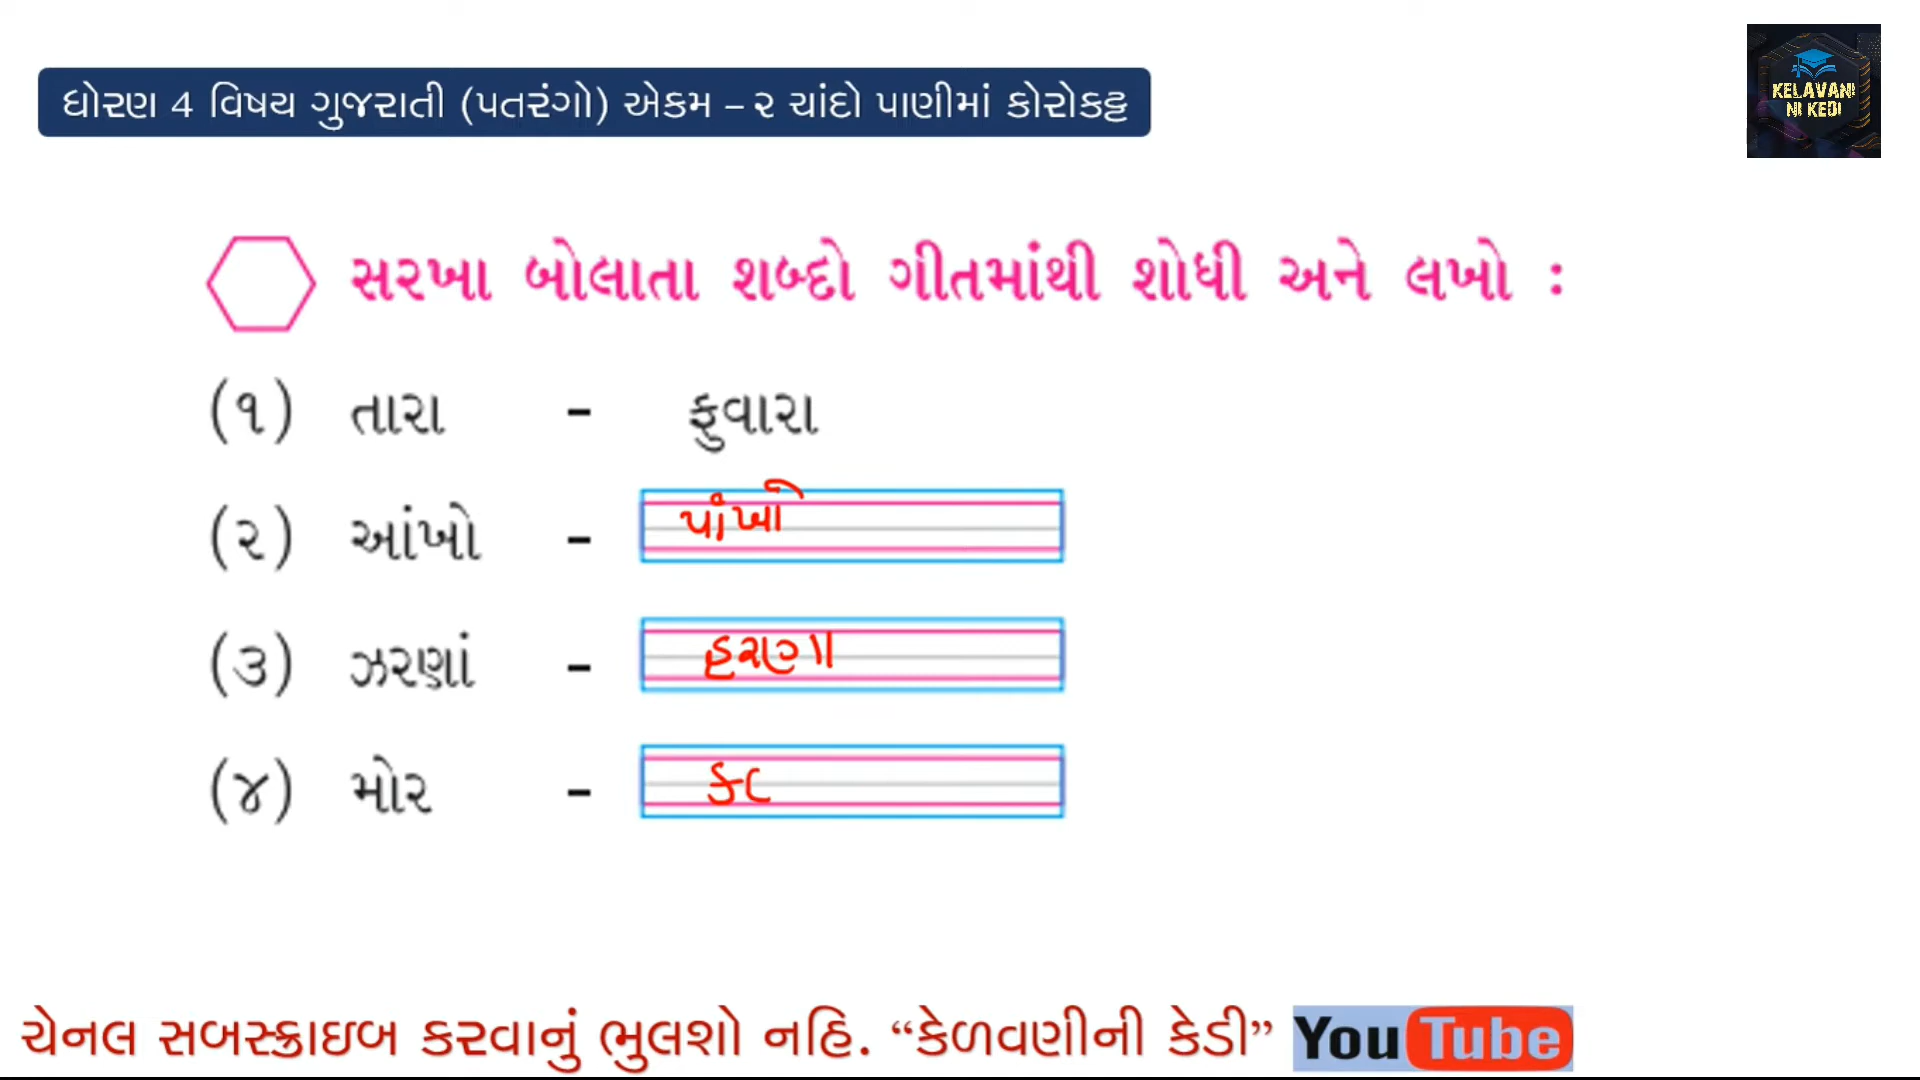 ધોરણ 4 વિષય ગુજરાતી (પતરંગો) એકમ – ૨ ચાંદો પાણીમાં કોરોકટ્ટ
KELAVANI
NI KEDI
સરખા બોલાતા શબ્દો ગીતમાંથી શોધી અને લખો :
(૧) તારા - ફુવારા
(૨) આંખો - પાંખો
(૩) ઝરણાં - હરણા
(૪) મોર -
ચેનલ સબસ્ક્રાઇબ કરવાનું ભુલશો નહિ. “કેળવણીની કેડી” YouTube